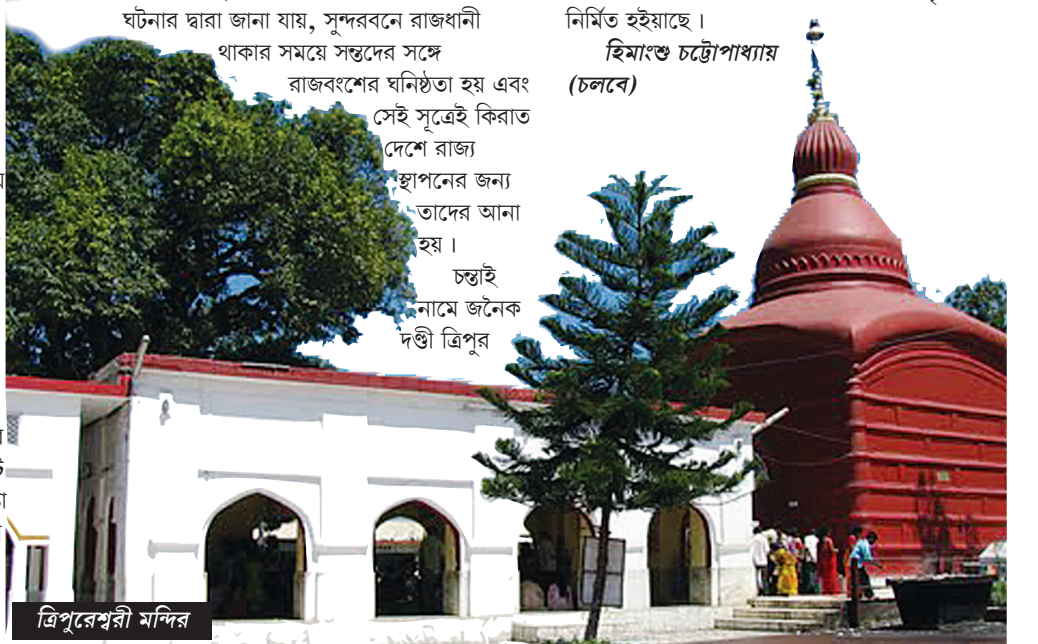 ঘটনার দ্বারা জানা যায়, সুন্দরবনে রাজধানী
থাকার সময়ে সন্তদের সঙ্গে
রাজবংশের ঘনিষ্ঠতা হয় এবং
সেই সূত্রেই কিরাত
দেশে রাজ্য
স্থাপনের জন্য
তাদের আনা
হয়।
চন্তাই
নামে জনৈক
দণ্ডী ত্রিপুর
নির্মিত হইয়াছে।
হিমাংশু চট্টোপাধ্যায়
(চলবে)
ত্রিপুরেশ্বরী মন্দির